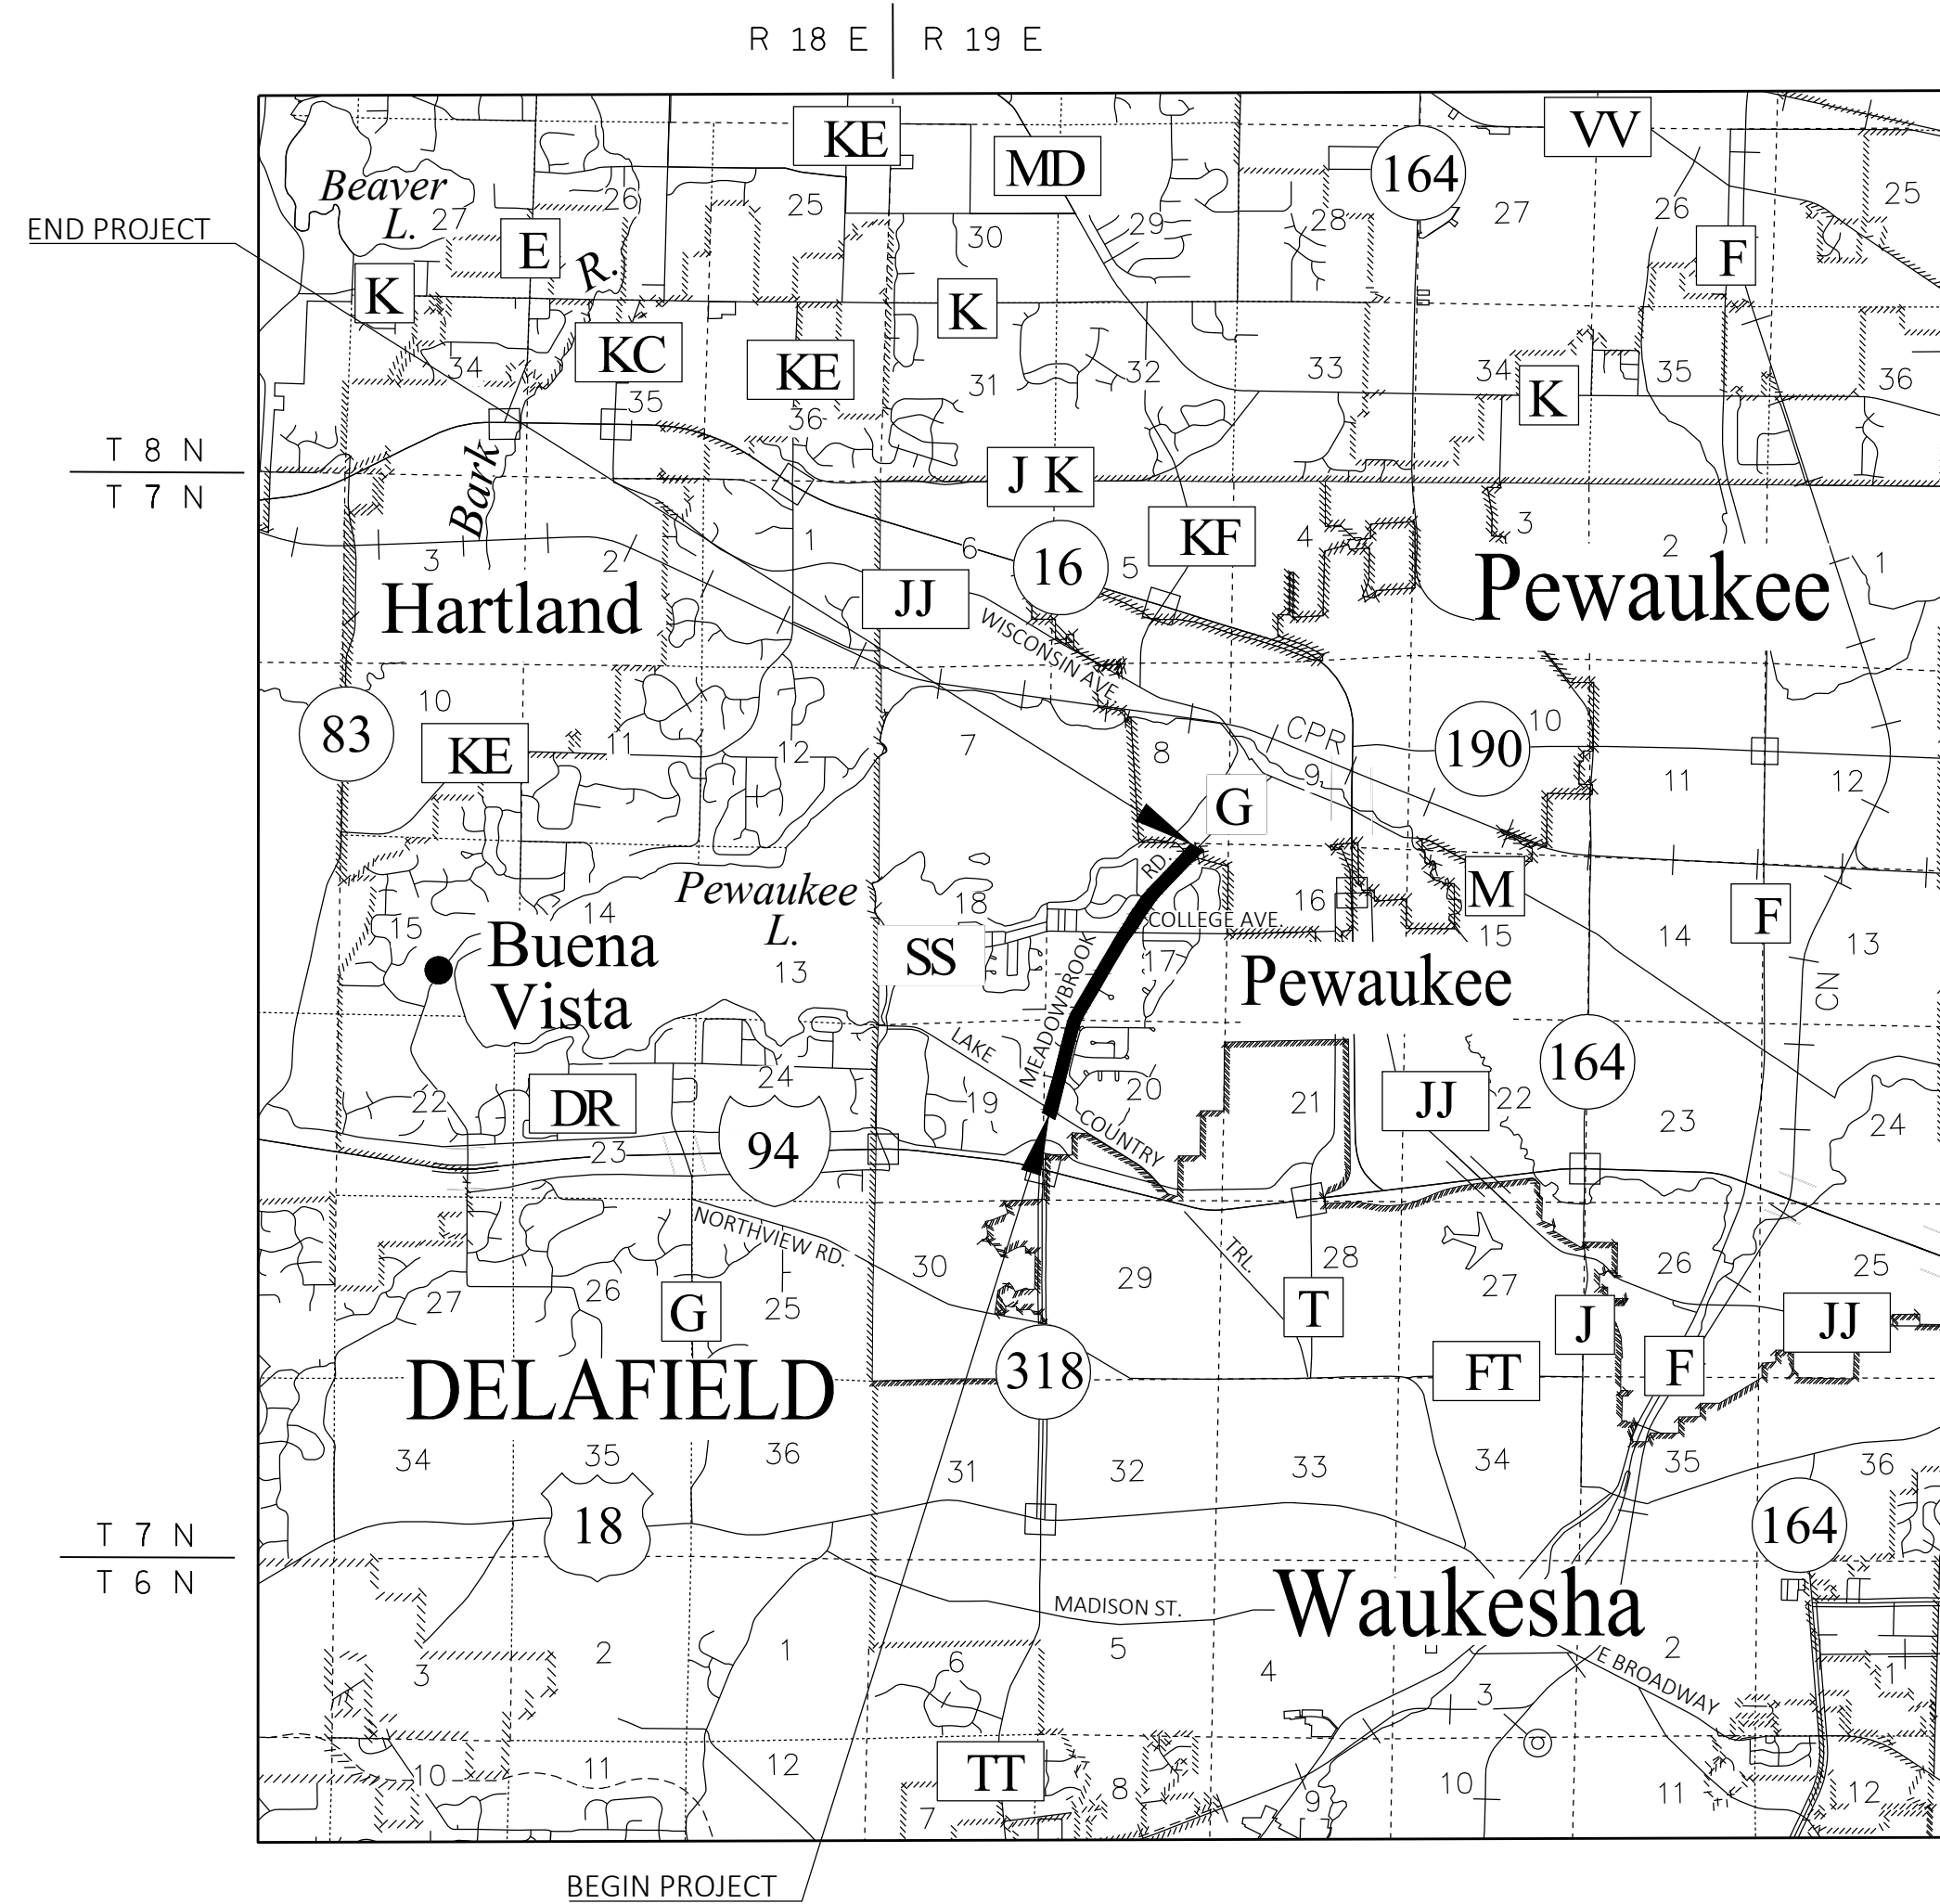 R 18 E R 19 E
KE MD 164 VV
Beaver
L.
27 26 25 30 29 28 27 26 25
END PROJECT
E R. F
K K
KC KE
34 35 36 31 32 33 34 35 36
K
T 8 N
T 7 N
Bark
J K
KF
3 2 1 6 5 4 3 2 1
16
Hartland
JJ
Pewaukee
WISCONSIN AVE.
83
10 11 12 7 8 9 10 11 12
KE
CPR
190
G
RD.
M
F
Pewaukee
L.
15 14 13 18 17 16 15 14 13
COLLEGE AVE.
Buena
Vista
SS
Pewaukee
MEADOWBROOK
CN
LAKE
COUNTRY
TRL.
164
22 23 24 19 20 21 22 23 24
DR
94
JJ
NORTHVIEW RD.
27 26 25 30 29 28 27 26 25
G
T
J
JJ
DELAFIELD
318
FT
F
34 35 36 31 32 33 34 35 36
18
164
T 7 N
T 6 N
MADISON ST.
Waukesha
E BROADWAY
3 2 1 6 5 4 3 2 1
TT
10 11 12 7 8 9 10 11 12
BEGIN PROJECT